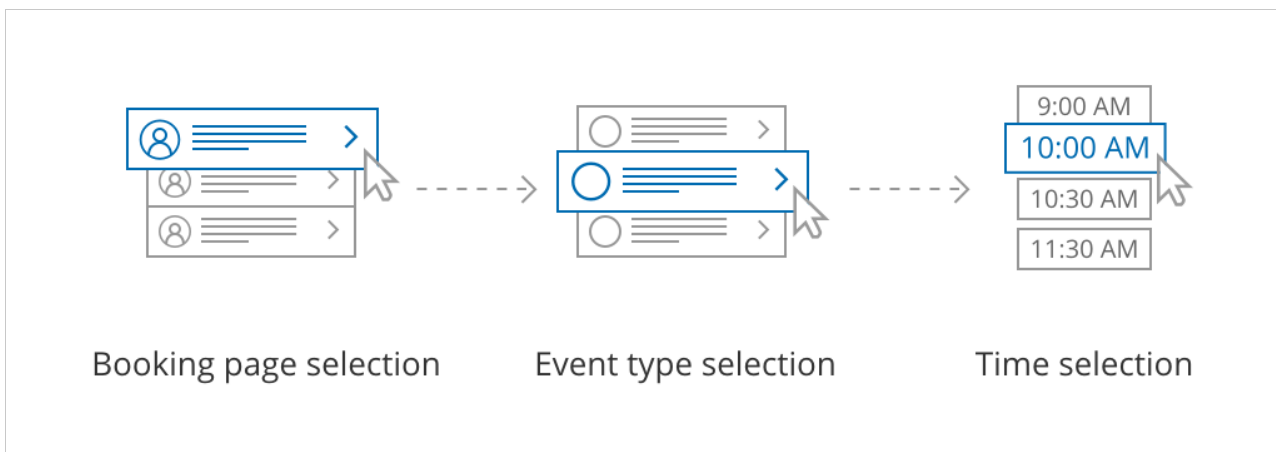 9:00 AM
10:00 AM
10:30 AM
11:30 AM
Booking page selection
Event type selection
Time selection